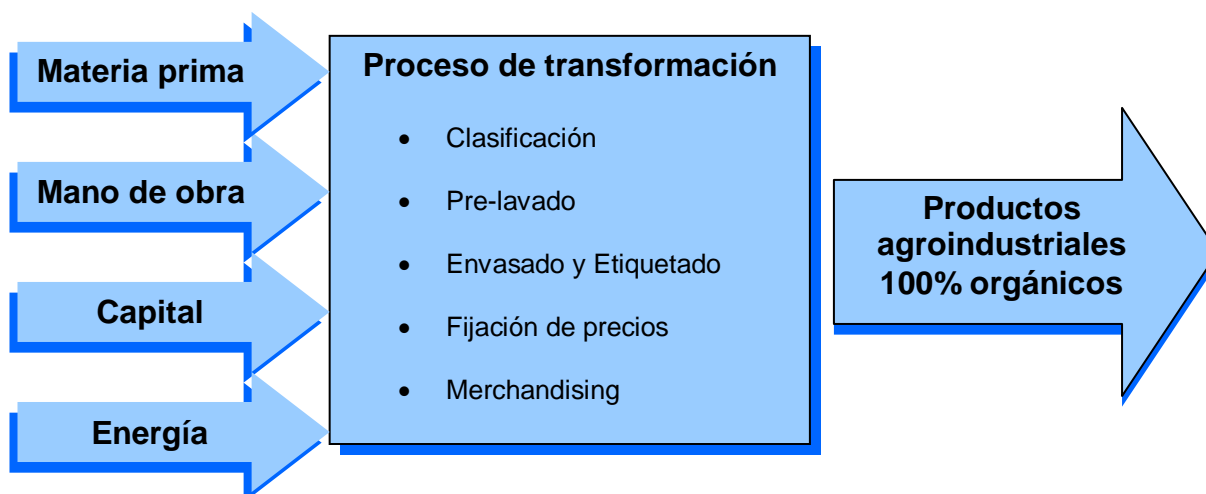 Materia prima
Mano de obra
Capital
Energía
Proceso de transformación
• Clasificación
• Pre-lavado
• Envasado y Etiquetado
• Fijación de precios
• Merchandising
Productos
agroindustriales
100% orgánicos